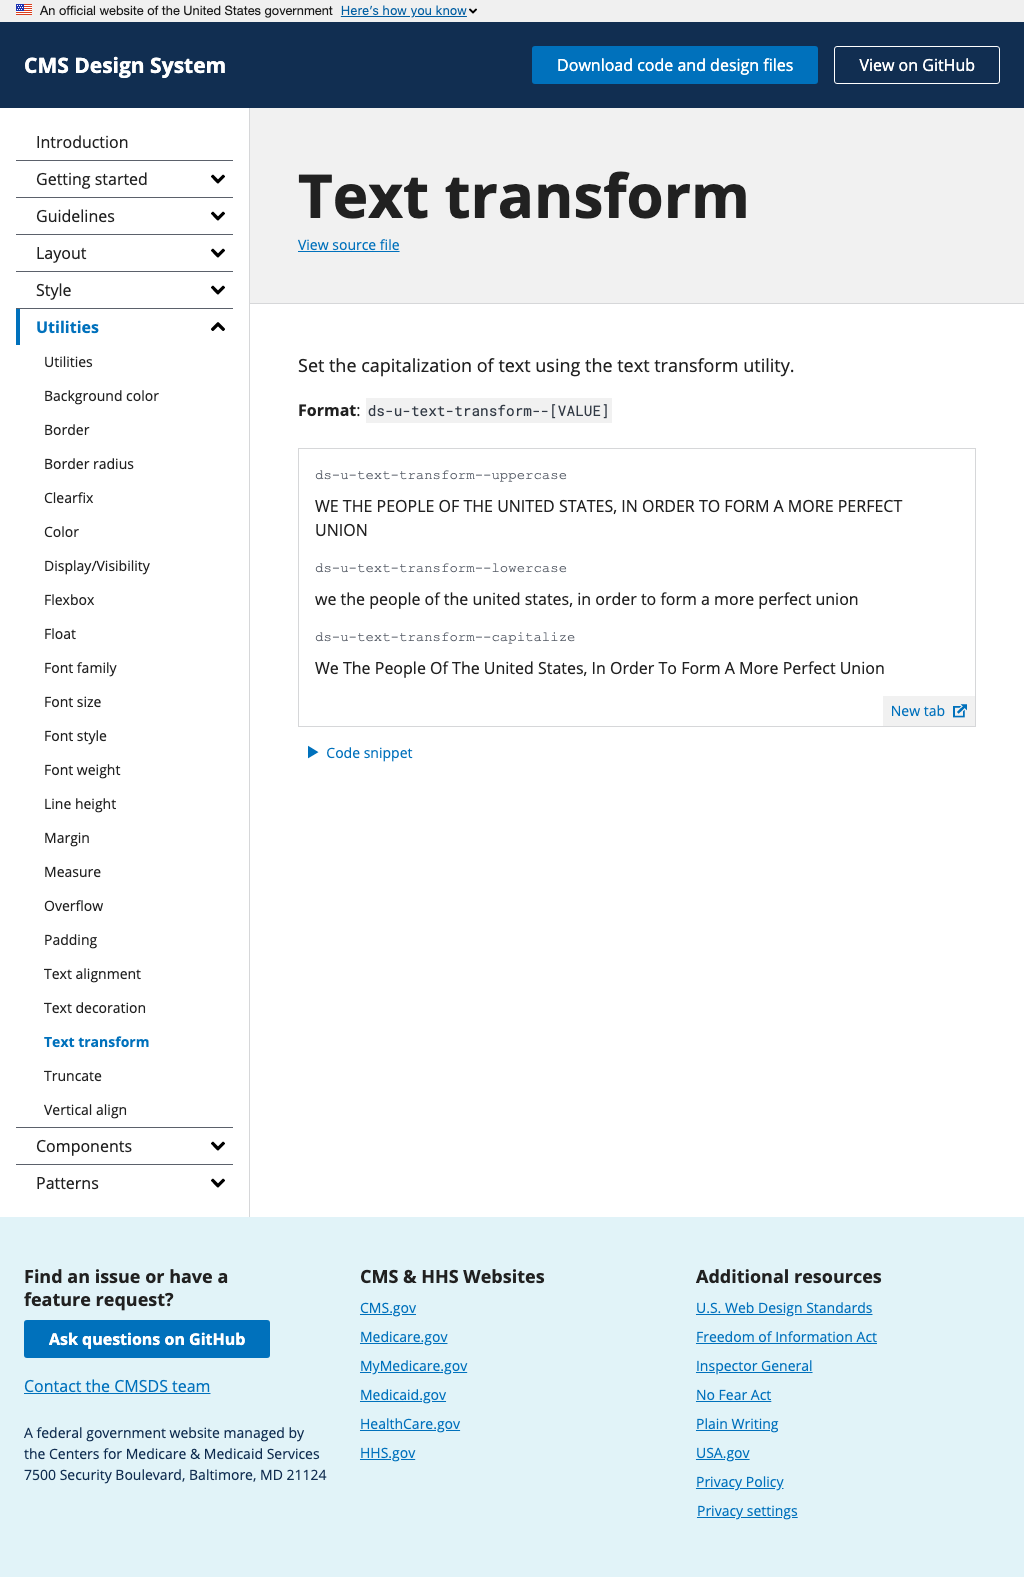 An official website of the United States government Here’s how you know
CMS Design System
Download code and design files
View on GitHub
Introduction
Getting started
Guidelines
Layout
Style
Utilities
Utilities
Background color
Border
Border radius
Clearfix
Color
Display/Visibility
Flexbox
Float
Font family
Font size
Font style
Font weight
Line height
Margin
Measure
Overflow
Padding
Text alignment
Text decoration
Text transform
Truncate
Vertical align
Components
Patterns
Text transform
View source file
Set the capitalization of text using the text transform utility.
Format: ds-u-text-transform--[VALUE]
ds-u-text-transform--uppercase
WE THE PEOPLE OF THE UNITED STATES, IN ORDER TO FORM A MORE PERFECT
UNION
ds-u-text-transform--lowercase
we the people of the united states, in order to form a more perfect union
ds-u-text-transform--capitalize
We The People Of The United States, In Order To Form A More Perfect Union
New tab
Code snippet
Find an issue or have a
feature request?
Ask questions on GitHub
Contact the CMSDS team
A federal government website managed by
the Centers for Medicare & Medicaid Services
7500 Security Boulevard, Baltimore, MD 21124
CMS & HHS Websites
CMS.gov
Medicare.gov
MyMedicare.gov
Medicaid.gov
HealthCare.gov
HHS.gov
Additional resources
U.S. Web Design Standards
Freedom of Information Act
Inspector General
No Fear Act
Plain Writing
USA.gov
Privacy Policy
Privacy settings